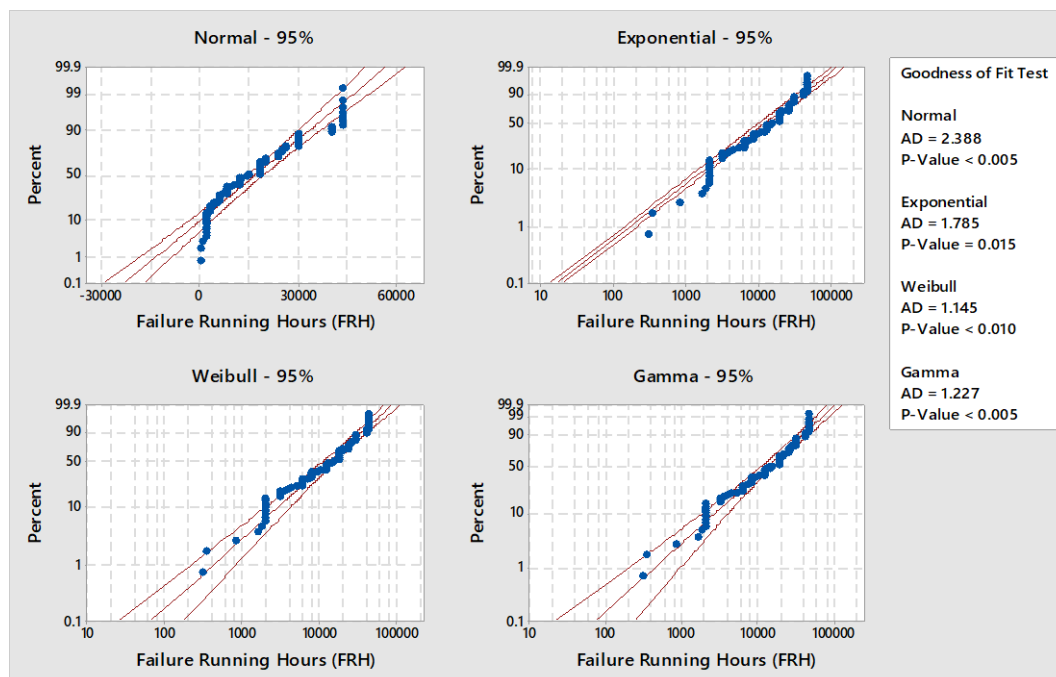 Normal - 95%
99.9
99
90
50
10
1
0.1
Percent
-30000
0
30000
60000
Failure Running Hours (FRH)
Exponential - 95%
99.9
90
50
10
1
0.1
Percent
10
100
1000
10000
100000
Failure Running Hours (FRH)
Weibull - 95%
99.9
90
50
10
1
0.1
Percent
10
100
1000
10000
100000
Failure Running Hours (FRH)
Gamma - 95%
99.9
99
90
50
10
1
0.1
Percent
10
100
1000
10000
100000
Failure Running Hours (FRH)
Goodness of Fit Test
Normal
AD = 2.388
P-Value < 0.005
Exponential
AD = 1.785
P-Value = 0.015
Weibull
AD = 1.145
P-Value < 0.010
Gamma
AD = 1.227
P-Value < 0.005